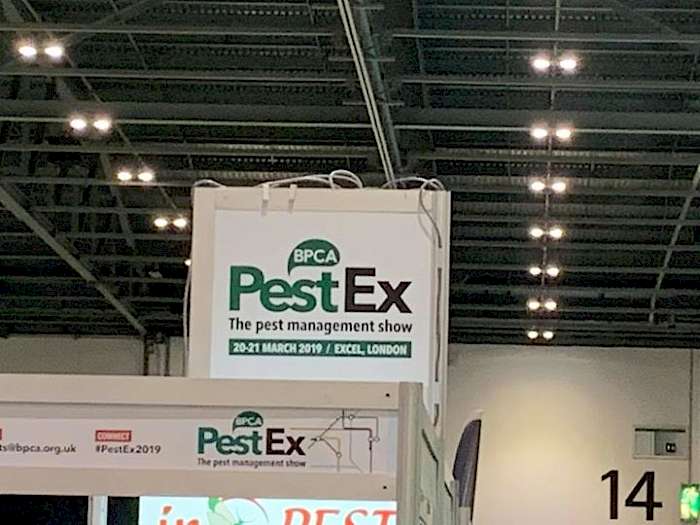 BPCA
PestEx
The pest management show
20-21 MARCH 2019 / EXCEL, LONDON
CONNECT
ts@bpca.org.uk
#PestEx2019
BPCA
PestEx
The pest management show
14
PEST